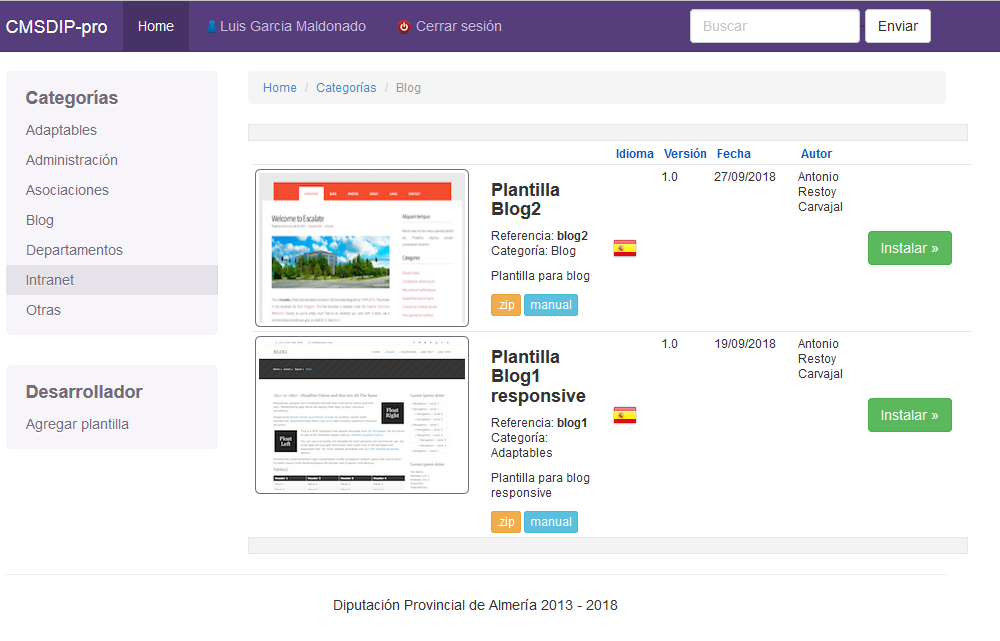 CMSDIP-pro Home Luis Garcia Maldonado Cerrar sesión Buscar Enviar
Categorías
Adaptables
Administración
Asociaciones
Blog
Departamentos
Intranet
Otras
Desarrollador
Agregar plantilla
Home / Categorías / Blog
Idioma Versión Fecha Autor
Welcome to Escalate
Plantilla
Blog2
Referencia: blog2
Categoría: Blog
Plantilla para blog
.zip manual
1.0 27/09/2018 Antonio
Restoy
Carvajal
Instalar »
BLOG
Float
Right
Float
Left
Plantilla
Blog1
responsive
Referencia: blog1
Categoría:
Adaptables
Plantilla para blog
responsive
.zip manual
1.0 19/09/2018 Antonio
Restoy
Carvajal
Instalar »
Diputación Provincial de Almería 2013 - 2018